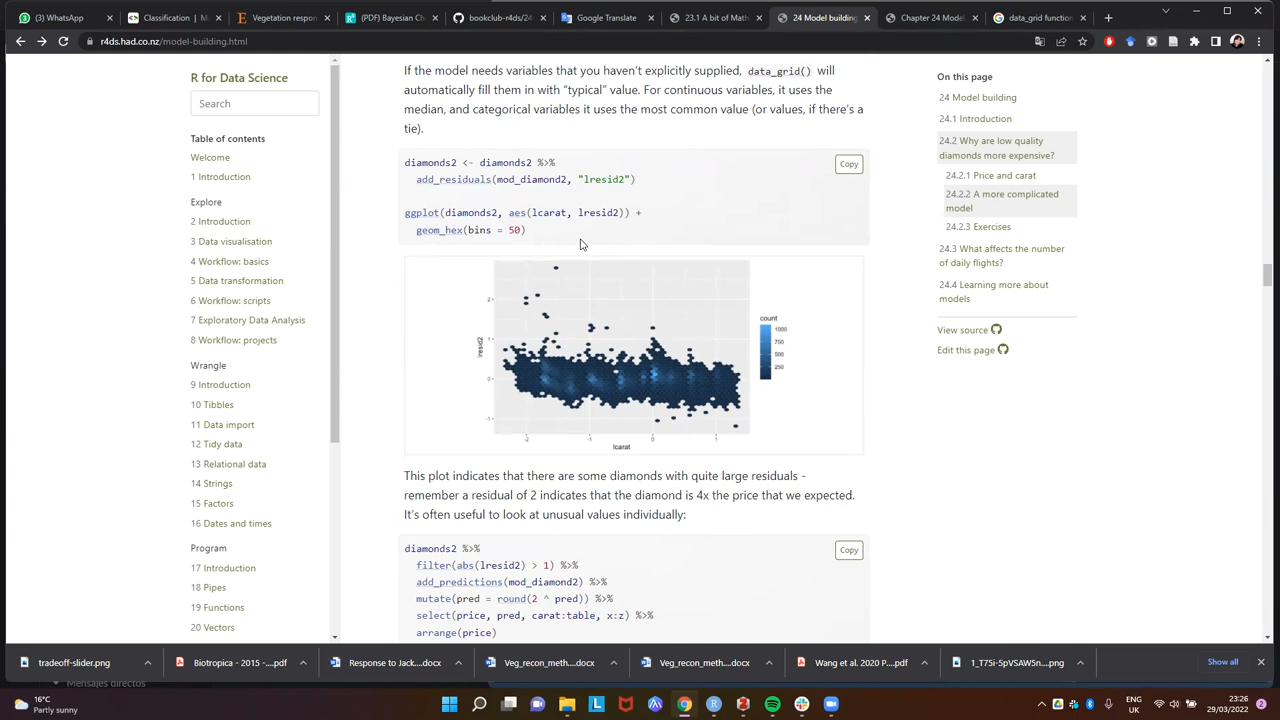 WhatsApp
Classification | M
Vegetation respon
(PDF) Bayesian Ch
bookclub-r4ds/24
Google Translate
23.1 A bit of Math
24 Model building
Chapter 24 Model
data_grid function
r4ds.had.co.nz/model-building.html
R for Data Science
Search
Table of contents
Welcome
1 Introduction
Explore
2 Introduction
3 Data visualisation
4 Workflow: basics
5 Data transformation
6 Workflow: scripts
7 Exploratory Data Analysis
8 Workflow: projects
Wrangle
9 Introduction
10 Tibbles
11 Data import
12 Tidy data
13 Relational data
14 Strings
15 Factors
16 Dates and times
Program
17 Introduction
18 Pipes
19 Functions
20 Vectors
If the model needs variables that you haven't explicitly supplied, data_grid() will
automatically fill them in with "typical" value. For continuous variables, it uses the
median, and categorical variables it uses the most common value (or values, if there's a
tie).
Copy
diamonds2 <- diamonds2 %>%
add_residuals(mod_diamond2, "lresid2")
ggplot(diamonds2, aes(lcarat, lresid2)) +
geom_hex(bins = 50)
lresid2
2
1
0
-1
-2
-1
0
1
lcarat
count
1000
750
500
250
This plot indicates that there are some diamonds with quite large residuals -
remember a residual of 2 indicates that the diamond is 4x the price that we expected.
It's often useful to look at unusual values individually:
Copy
diamonds2 %>%
filter(abs(lresid2) > 1) %>%
add_predictions(mod_diamond2) %>%
mutate(pred = round(2 ^ pred)) %>%
select(price, pred, carat:table, x:z) %>%
arrange(price)
On this page
24 Model building
24.1 Introduction
24.2 Why are low quality
diamonds more expensive?
24.2.1 Price and carat
24.2.2 A more complicated
model
24.2.3 Exercises
24.3 What affects the number
of daily flights?
24.4 Learning more about
models
View source
Edit this page
tradeoff-slider.png
Biotropica - 2015 -....pdf
Response to Jack....docx
Veg_recon_meth....docx
Veg_recon_meth....docx
Wang et al. 2020 P....pdf
1_T75i-5pVSAW5n....png
Show all
Mensajes directos
16°C
Partly sunny
ENG
UK
23:26
29/03/2022